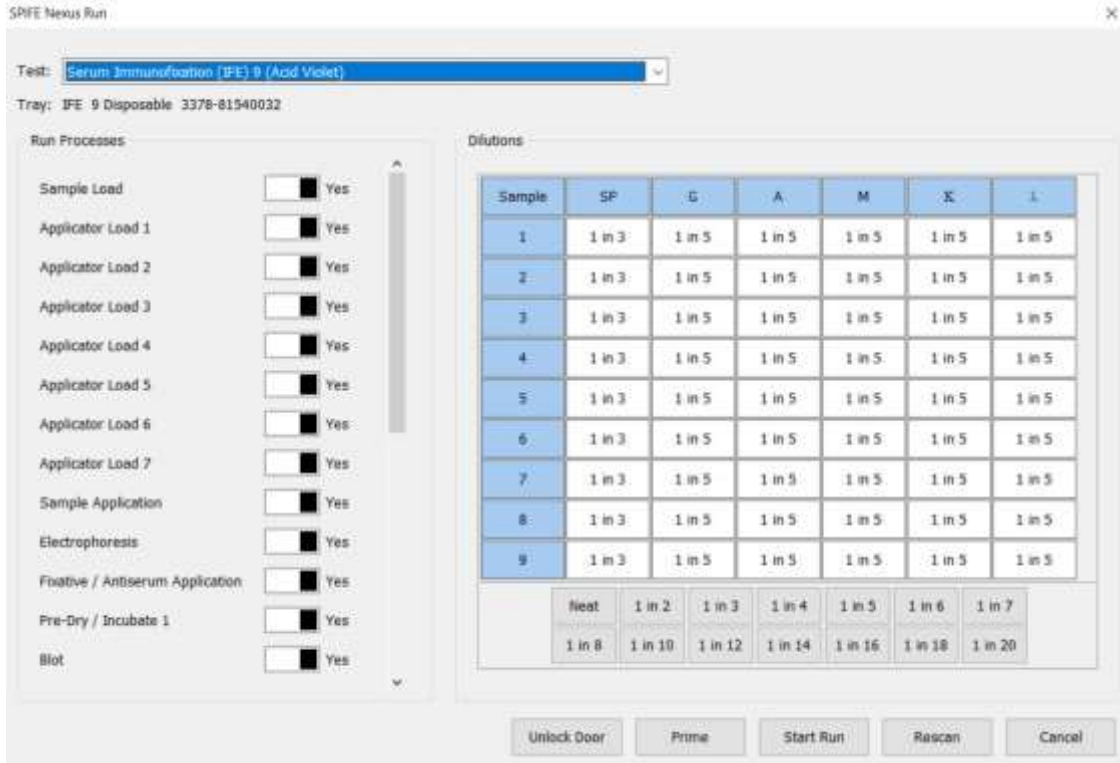 SPIFE Nexus Run
Test: Serum Immunofixation (IFE) 9 (Acid Violet)
Tray: IFE 9 Disposable 3378-81540032
Run Processes
Sample Load Yes
Applicator Load 1 Yes
Applicator Load 2 Yes
Applicator Load 3 Yes
Applicator Load 4 Yes
Applicator Load 5 Yes
Applicator Load 6 Yes
Applicator Load 7 Yes
Sample Application Yes
Electrophoresis Yes
Fixative / Antiserum Application Yes
Pre-Dry / Incubate 1 Yes
Blot Yes
Dilutions
Sample SP G A M K L
1 1 in 3 1 in 5 1 in 5 1 in 5 1 in 5 1 in 5
2 1 in 3 1 in 5 1 in 5 1 in 5 1 in 5 1 in 5
3 1 in 3 1 in 5 1 in 5 1 in 5 1 in 5 1 in 5
4 1 in 3 1 in 5 1 in 5 1 in 5 1 in 5 1 in 5
5 1 in 3 1 in 5 1 in 5 1 in 5 1 in 5 1 in 5
6 1 in 3 1 in 5 1 in 5 1 in 5 1 in 5 1 in 5
7 1 in 3 1 in 5 1 in 5 1 in 5 1 in 5 1 in 5
8 1 in 3 1 in 5 1 in 5 1 in 5 1 in 5 1 in 5
9 1 in 3 1 in 5 1 in 5 1 in 5 1 in 5 1 in 5
Neat 1 in 2 1 in 3 1 in 4 1 in 5 1 in 6 1 in 7
1 in 8 1 in 10 1 in 12 1 in 14 1 in 16 1 in 18 1 in 20
Unlock Door Prime Start Run Rescan Cancel